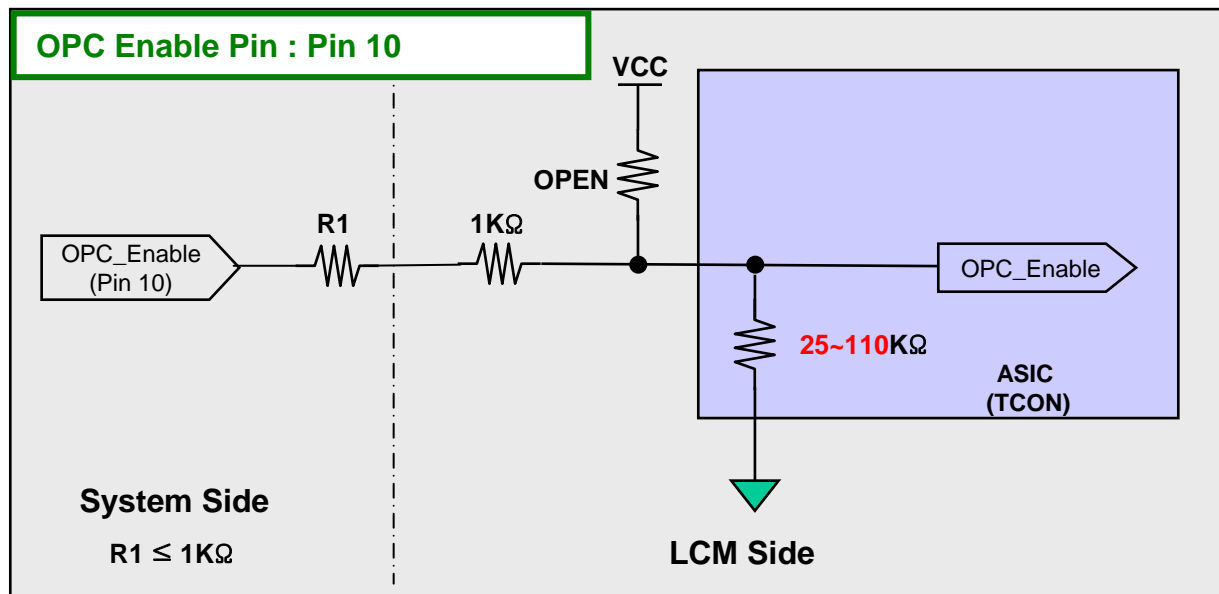 OPC Enable Pin : Pin 10
VCC
OPEN
R1
1KΩ
OPC_Enable
(Pin 10)
OPC_Enable
25~110KΩ
ASIC
(TCON)
System Side
R1 ≤ 1KΩ
LCM Side